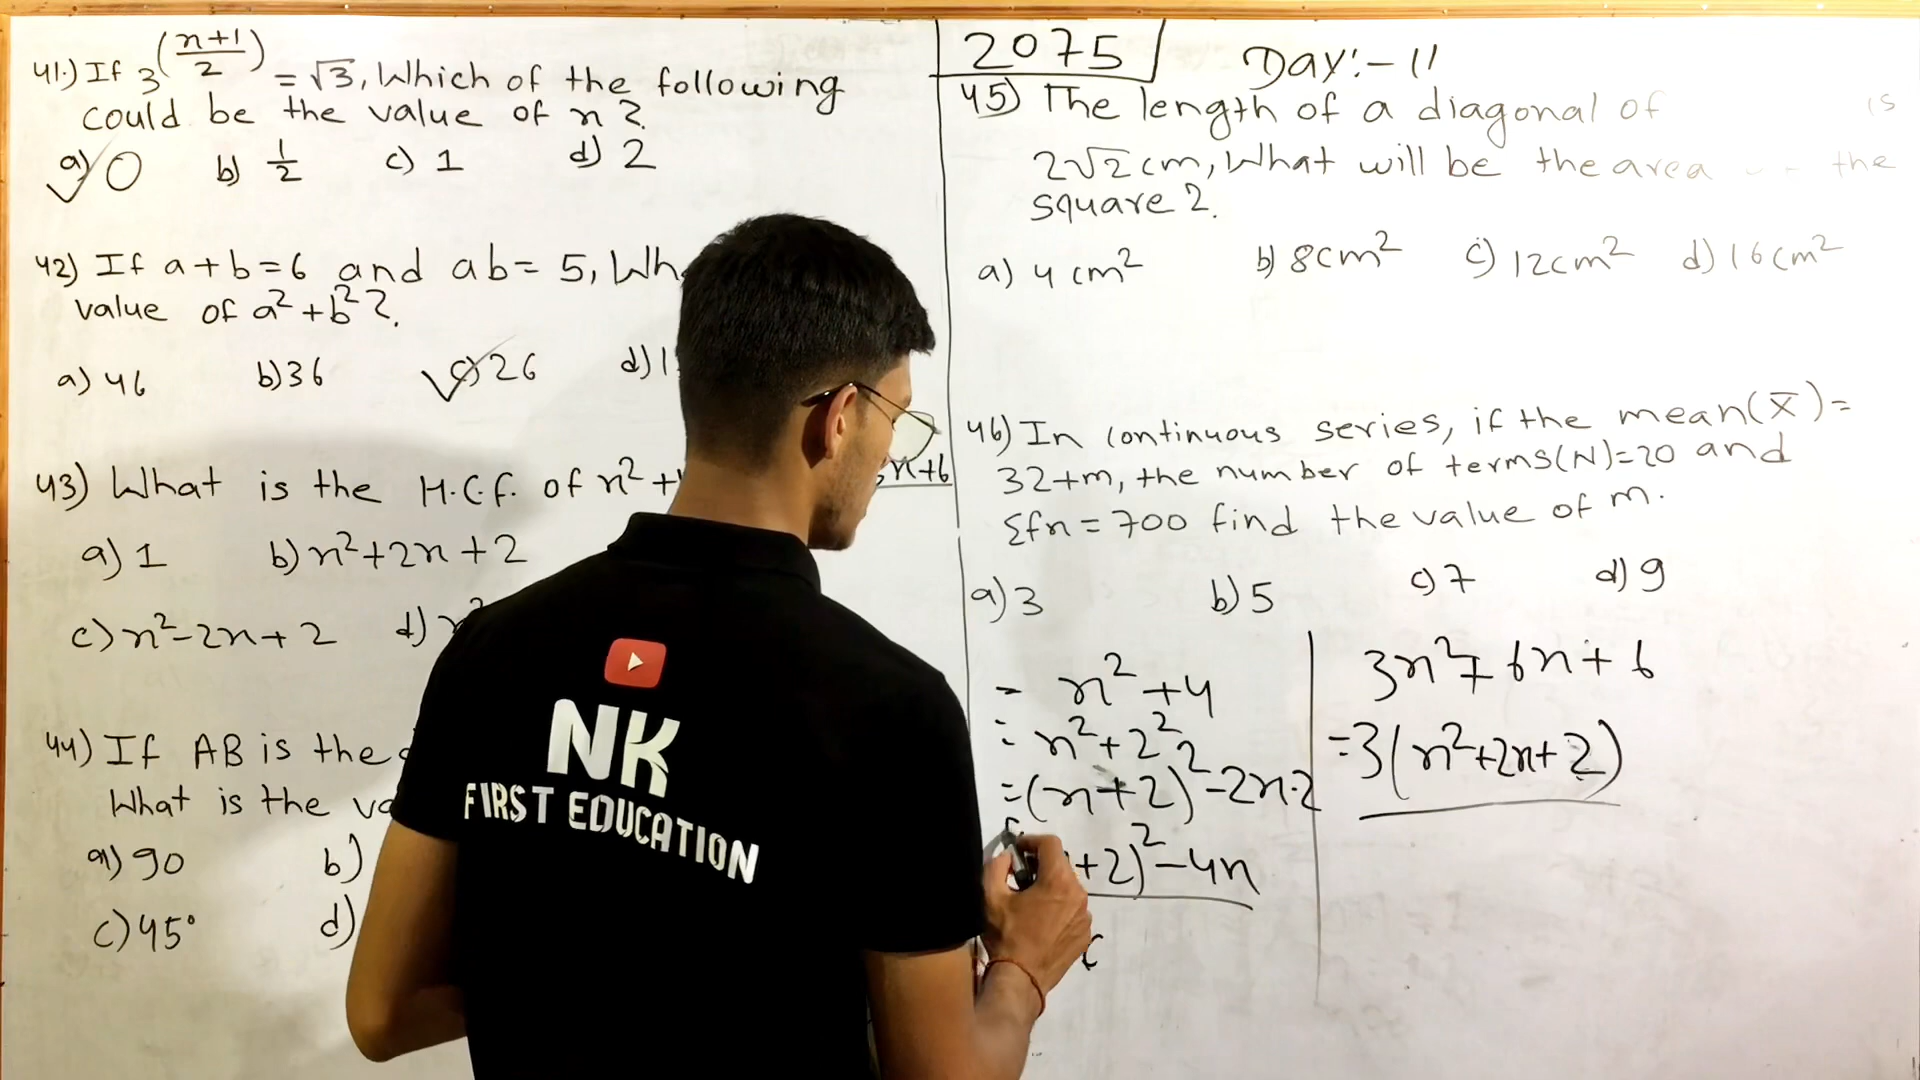 41.) If 3^((n+1)/2) = √3, Which of the following
could be the value of n ?
a) 0 b) 1/2 c) 1 d) 2
42) If a+b=6 and ab= 5,
value of a²+b² ?.
a) 46 b) 36 c) 26 d) 1
43) What is the H.C.f. of n²+ n+6
a) 1 b) n²+2n+2
c) n²-2n+2 d)
44) If AB is the
What is the
a) 90 b)
c) 45° d)
2075 Day:- 11
45) The length of a diagonal of is
2√2 cm, What will be the area the
square ?.
a) 4 cm² b) 8cm² c) 12cm² d) 16cm²
46) In continuous series, if the mean(x̄)=
32+m, the number of terms(N)=20 and
Σfn = 700 find the value of m.
a) 3 b) 5 c) 7 d) 9
= n²+4
= n²+2²
=(n+2)²-2n.2
+2)²-4n
3n²+6n+6
=3(n²+2n+2)
NK
FIRST EDUCATION